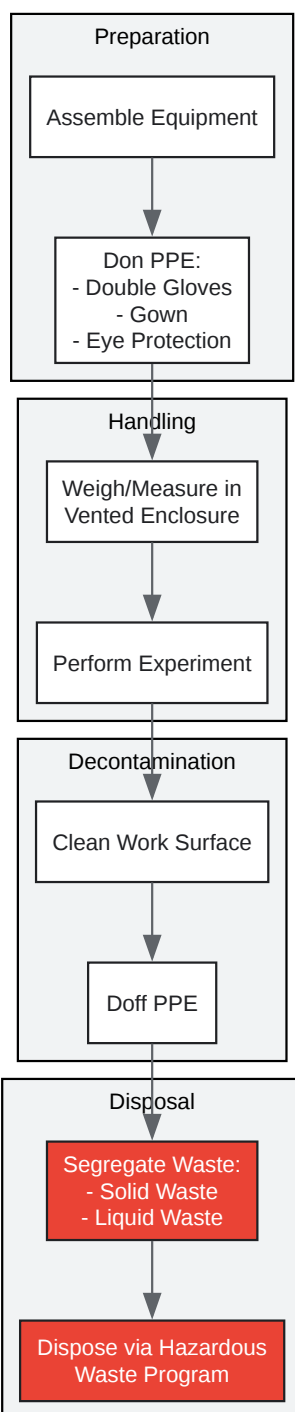 Preparation
Assemble Equipment
Don PPE:
- Double Gloves
- Gown
- Eye Protection
Handling
Weigh/Measure in
Vented Enclosure
Perform Experiment
Decontamination
Clean Work Surface
Doff PPE
Disposal
Segregate Waste:
- Solid Waste
- Liquid Waste
Dispose via Hazardous
Waste Program